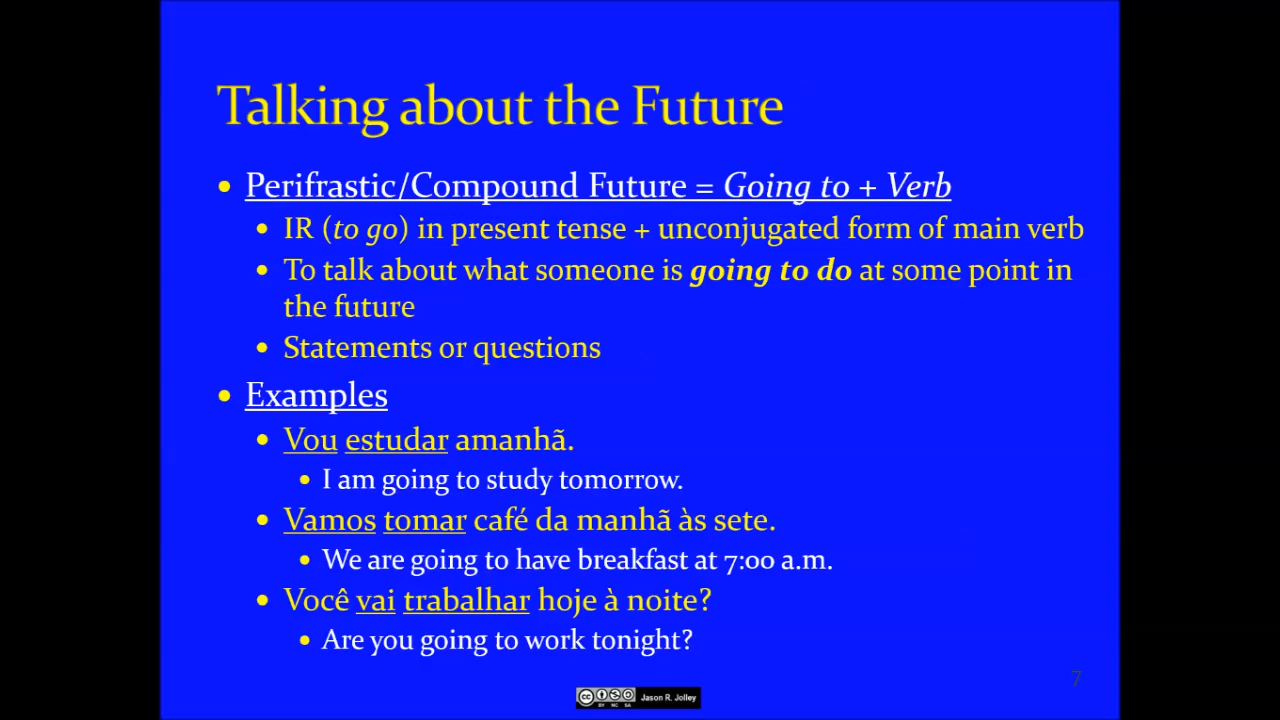 Talking about the Future
• Perifrastic/Compound Future = Going to + Verb
• IR (to go) in present tense + unconjugated form of main verb
• To talk about what someone is going to do at some point in
the future
• Statements or questions
• Examples
• Vou estudar amanhã.
• I am going to study tomorrow.
• Vamos tomar café da manhã às sete.
• We are going to have breakfast at 7:00 a.m.
• Você vai trabalhar hoje à noite?
• Are you going to work tonight?
7
cc Jason R. Jolley
BY NC SA